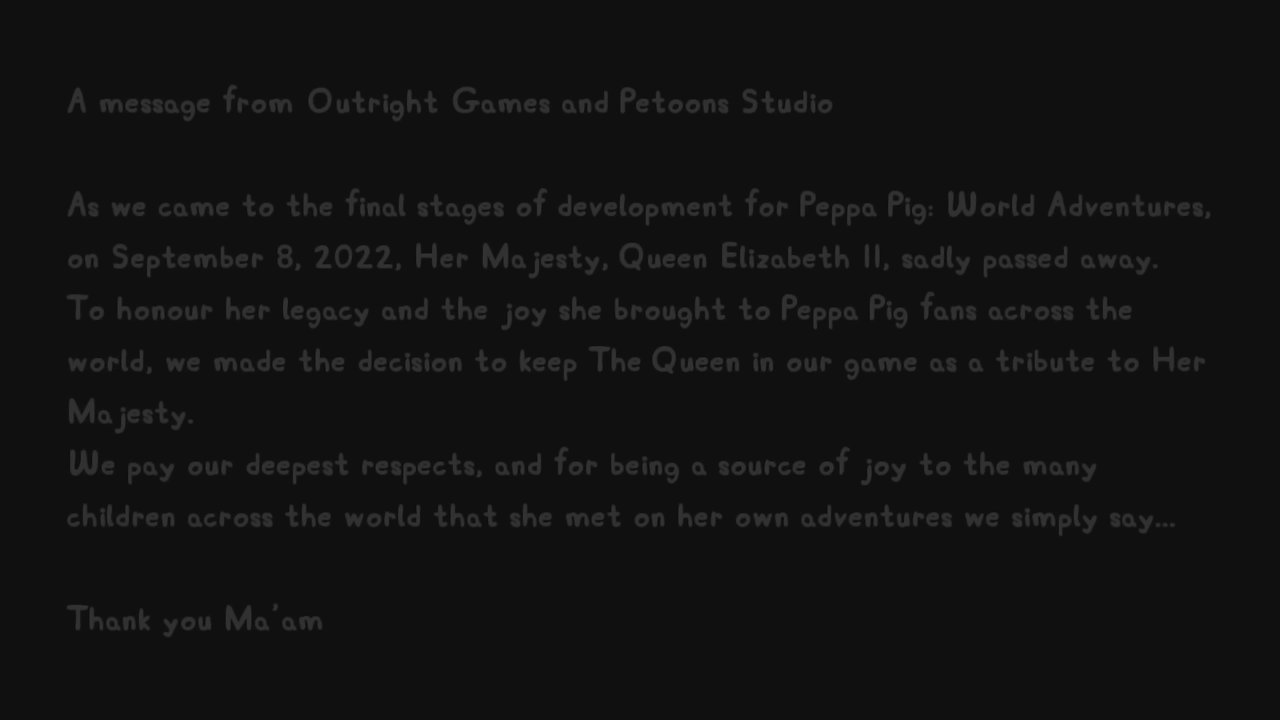 A message from Outright Games and Petoons Studio
As we came to the final stages of development for Peppa Pig: World Adventures,
on September 8, 2022, Her Majesty, Queen Elizabeth II, sadly passed away.
To honour her legacy and the joy she brought to Peppa Pig fans across the
world, we made the decision to keep The Queen in our game as a tribute to Her
Majesty.
We pay our deepest respects, and for being a source of joy to the many
children across the world that she met on her own adventures we simply say...
Thank you Ma'am